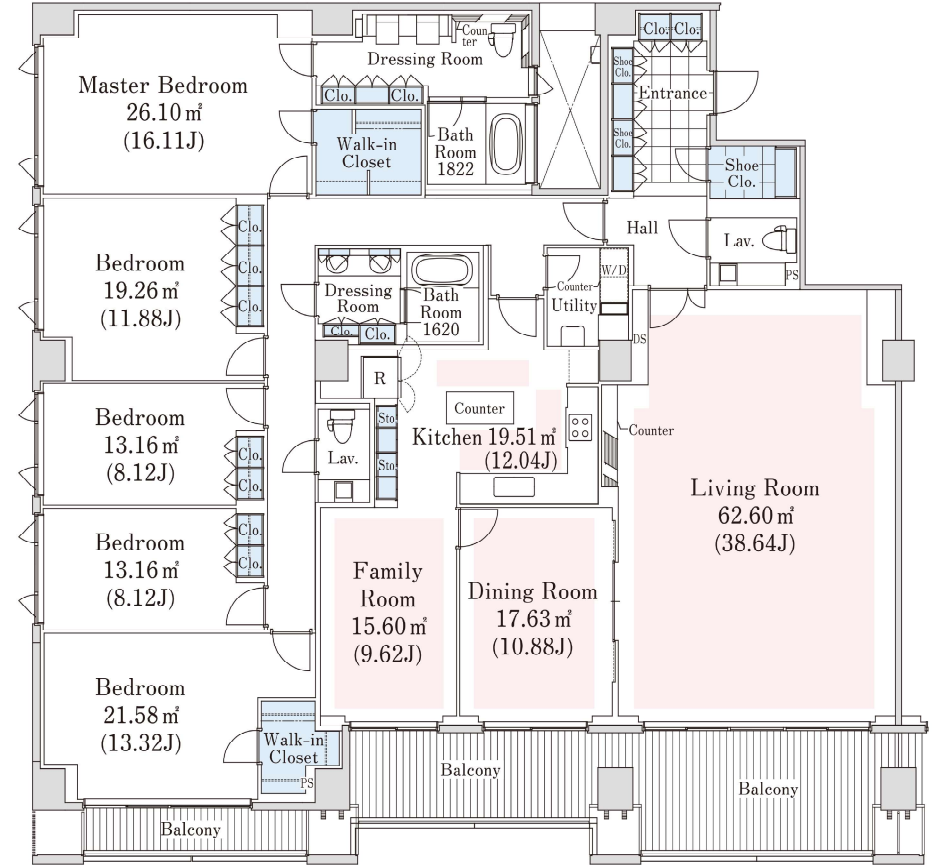 Master Bedroom
26.10㎡
(16.11J)
Dressing Room
Coun
ter
Clo.
Clo.
Walk-in
Closet
Bath
Room
1822
Clo.
Clo.
Shoe
Clo.
Entrance
Shoe
Clo.
Shoe
Clo.
Hall
Lav.
PS
Bedroom
19.26㎡
(11.88J)
Clo.
Clo.
Clo.
Dressing
Room
Clo.
Clo.
Bath
Room
1620
Counter
Utility
W/D
DS
R
Counter
Kitchen 19.51㎡
(12.04J)
Sto.
Sto.
Lav.
Counter
Bedroom
13.16㎡
(8.12J)
Clo.
Clo.
Bedroom
13.16㎡
(8.12J)
Clo.
Clo.
Living Room
62.60㎡
(38.64J)
Family
Room
15.60㎡
(9.62J)
Dining Room
17.63㎡
(10.88J)
Bedroom
21.58㎡
(13.32J)
Walk-in
Closet
PS
Balcony
Balcony
Balcony